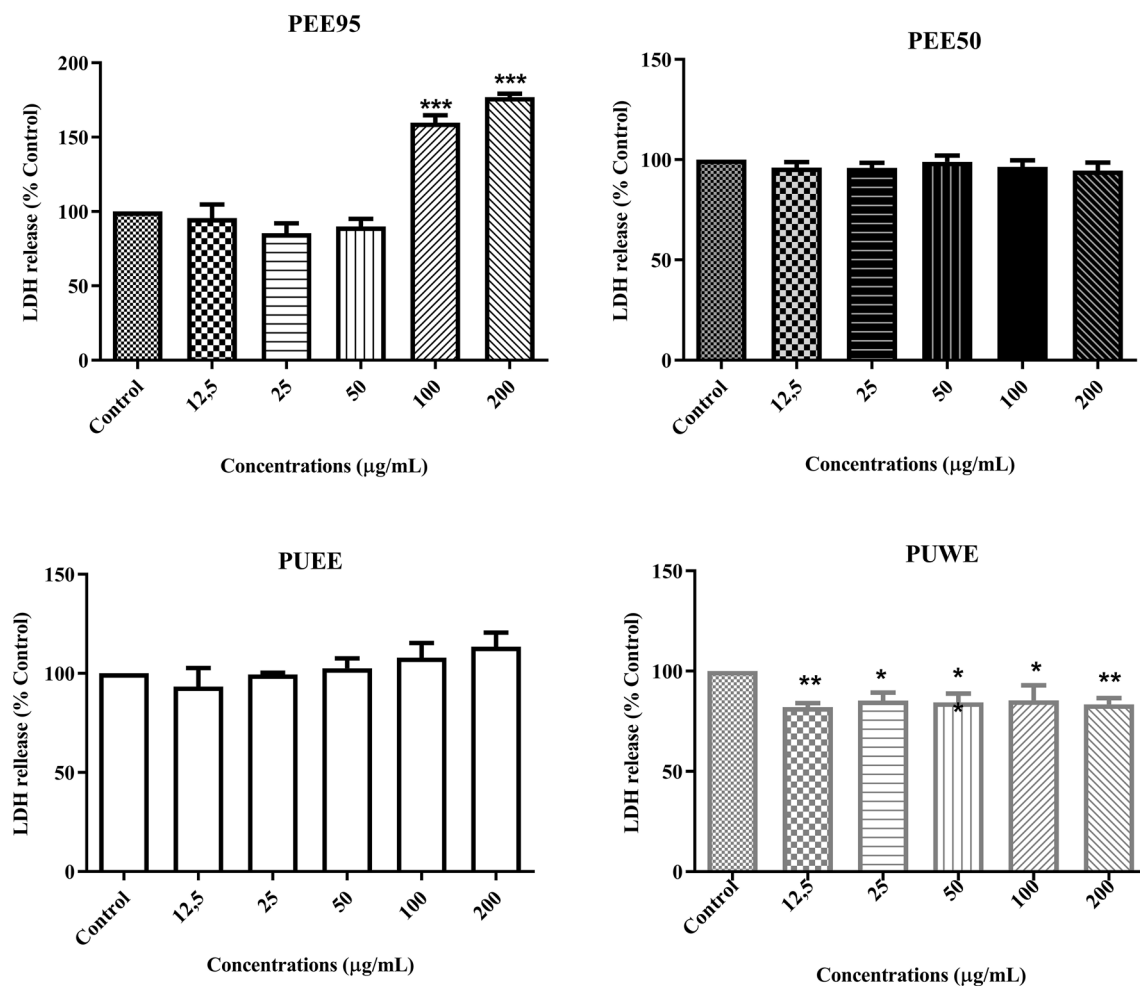 PEE95
LDH release (% Control)
200
150
100
50
0
***
***
Control
12,5
25
50
100
200
Concentrations (μg/mL)
PEE50
LDH release (% Control)
150
100
50
0
Control
12,5
25
50
100
200
Concentrations (μg/mL)
PUEE
LDH rellease (% Control)
150
100
50
0
Control
12,5
25
50
100
200
Concentrations (μg/mL)
PUWE
LDH release (% Control)
150
100
50
0
**
*
*
*
*
**
Control
12,5
25
50
100
200
Concentrations (μg/mL)